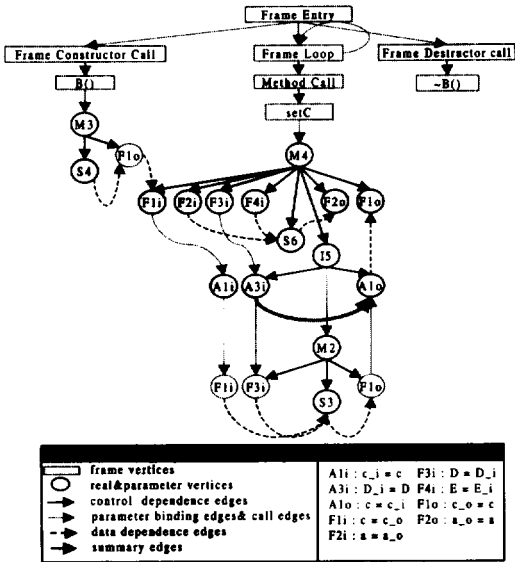 Frame Entry
Frame Constructor Call
Frame Loop
Frame Destructor call
B()
Method Call
~B()
setC
M3
M4
S4
F1o
F1i
F2i
F3i
F4i
F2o
F1o
S6
I5
A1i
A3i
A1o
M2
F1i
F3i
F1o
S3
frame vertices
real&parameter vertices
control dependence edges
parameter binding edges& call edges
data dependence edges
summary edges
A1i : c_i = c F3i : D = D_i
A3i : D_i = D F4i : E = E_i
A1o : c = c_i F1o : c_o = c
F1i : c = c_o F2o : a_o = a
F2i : a = a_o